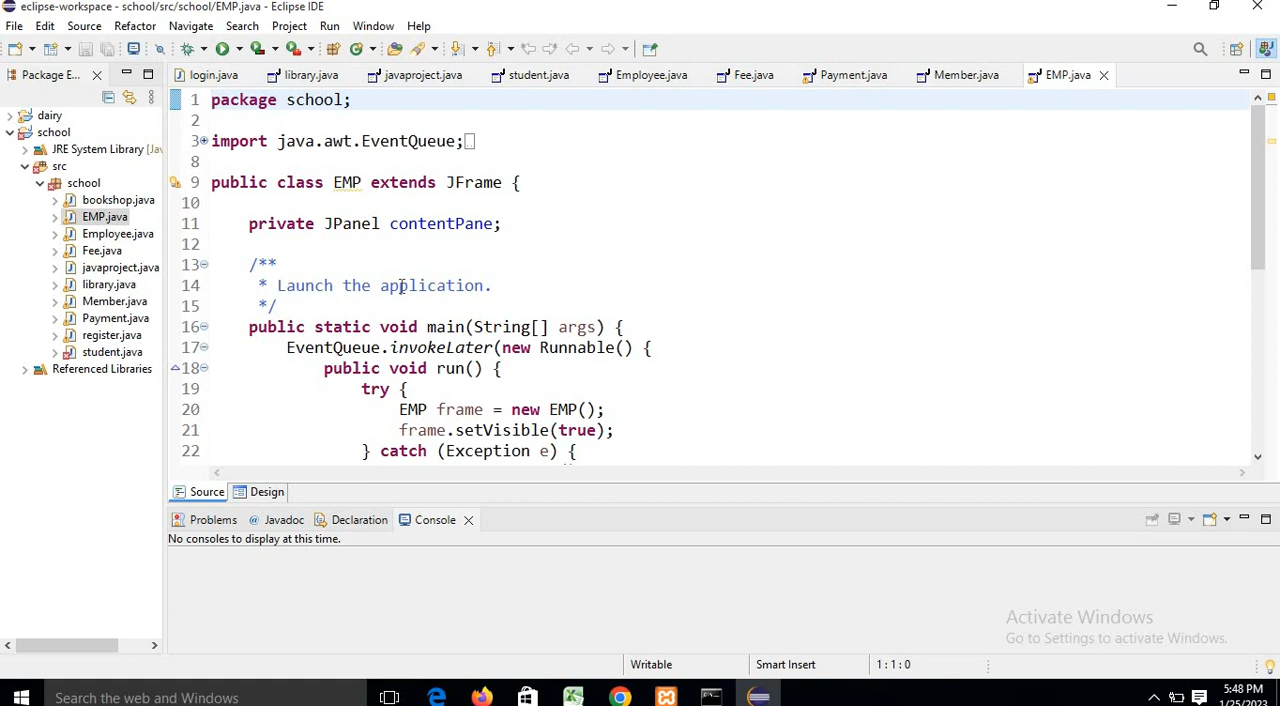 eclipse-workspace - school/src/school/EMP.java - Eclipse IDE
File Edit Source Refactor Navigate Search Project Run Window Help
Package E... login.java library.java javaproject.java student.java Employee.java Fee.java Payment.java Member.java EMP.java
dairy
school
JRE System Library [Jav
src
school
bookshop.java
EMP.java
Employee.java
Fee.java
javaproject.java
library.java
Member.java
Payment.java
register.java
student.java
Referenced Libraries
1 package school;
2
3 import java.awt.EventQueue;
8
9 public class EMP extends JFrame {
10
11 private JPanel contentPane;
12
13 /**
14 * Launch the application.
15 */
16 public static void main(String[] args) {
17 EventQueue.invokeLater(new Runnable() {
18 public void run() {
19 try {
20 EMP frame = new EMP();
21 frame.setVisible(true);
22 } catch (Exception e) {
Source Design
Problems @ Javadoc Declaration Console
No consoles to display at this time.
Activate Windows
Go to Settings to activate Windows.
Writable Smart Insert 1 : 1 : 0
Search the web and Windows
5:48 PM
1/25/2023